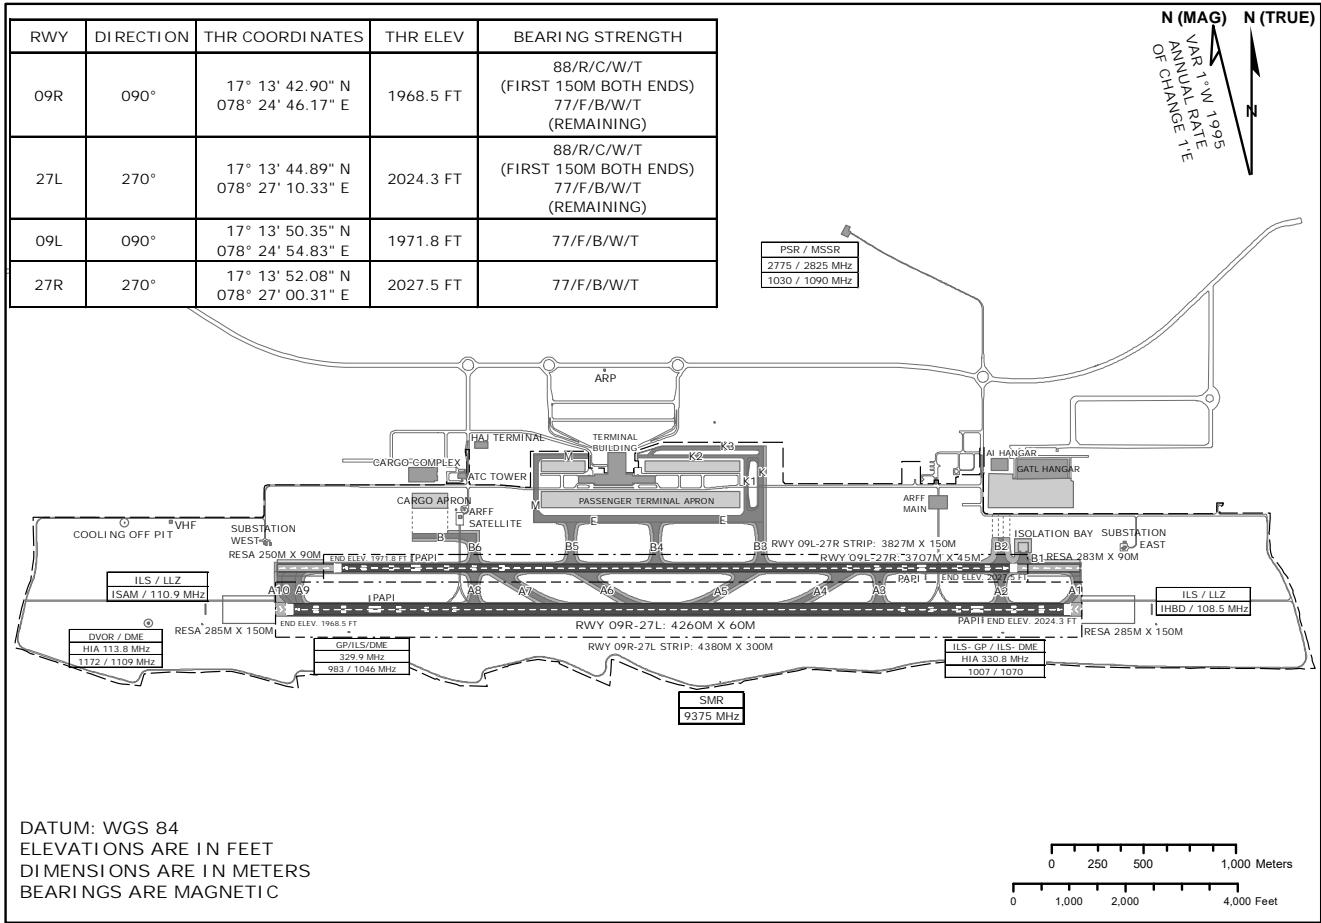 N (MAG) N (TRUE)
VAR 1°W 1995
ANNUAL RATE
OF CHANGE 1'E
N
RWY DIRECTION THR COORDINATES THR ELEV BEARING STRENGTH
09R 090° 17° 13' 42.90" N
078° 24' 46.17" E 1968.5 FT 88/R/C/W/T
(FIRST 150M BOTH ENDS)
77/F/B/W/T
(REMAINING)
27L 270° 17° 13' 44.89" N
078° 27' 10.33" E 2024.3 FT 88/R/C/W/T
(FIRST 150M BOTH ENDS)
77/F/B/W/T
(REMAINING)
09L 090° 17° 13' 50.35" N
078° 24' 54.83" E 1971.8 FT 77/F/B/W/T
27R 270° 17° 13' 52.08" N
078° 27' 00.31" E 2027.5 FT 77/F/B/W/T
PSR / MSSR
2775 / 2825 MHz
1030 / 1090 MHz
ARP
HAJ TERMINAL
TERMINAL
BUILDING
K3
M
K2
K
K1
AI HANGAR
GATL HANGAR
CARGO COMPLEX
ATC TOWER
CARGO APRON
M
PASSENGER TERMINAL APRON
ARFF
MAIN
ARFF
SATELLITE
E
E
COOLING OFF PIT
VHF
SUBSTATION
WEST
ISOLATION BAY
SUBSTATION
EAST
B
B6
B5
B4
B3
B2
B1
RWY 09L-27R STRIP: 3827M X 150M
RESA 250M X 90M
END ELEV. 1971.8 FT
PAPI
RWY 09L-27R: 3707M X 45M
RESA 283M X 90M
PAPI
END ELEV. 2027.5 FT
ILS / LLZ
ISAM / 110.9 MHz
A10
A9
A8
A7
A6
A5
A4
A3
A2
A1
ILS / LLZ
IHBD / 108.5 MHz
PAPI
RESA 285M X 150M
END ELEV. 1968.5 FT
RWY 09R-27L: 4260M X 60M
PAPI
END ELEV. 2024.3 FT
RESA 285M X 150M
DVOR / DME
HIA 113.8 MHz
1172 / 1109 MHz
GP/ILS/DME
329.9 MHz
983 / 1046 MHz
RWY 09R-27L STRIP: 4380M X 300M
ILS- GP / ILS- DME
HIA 330.8 MHz
1007 / 1070
SMR
9375 MHz
DATUM: WGS 84
ELEVATIONS ARE IN FEET
DIMENSIONS ARE IN METERS
BEARINGS ARE MAGNETIC
0 250 500 1,000 Meters
0 1,000 2,000 4,000 Feet